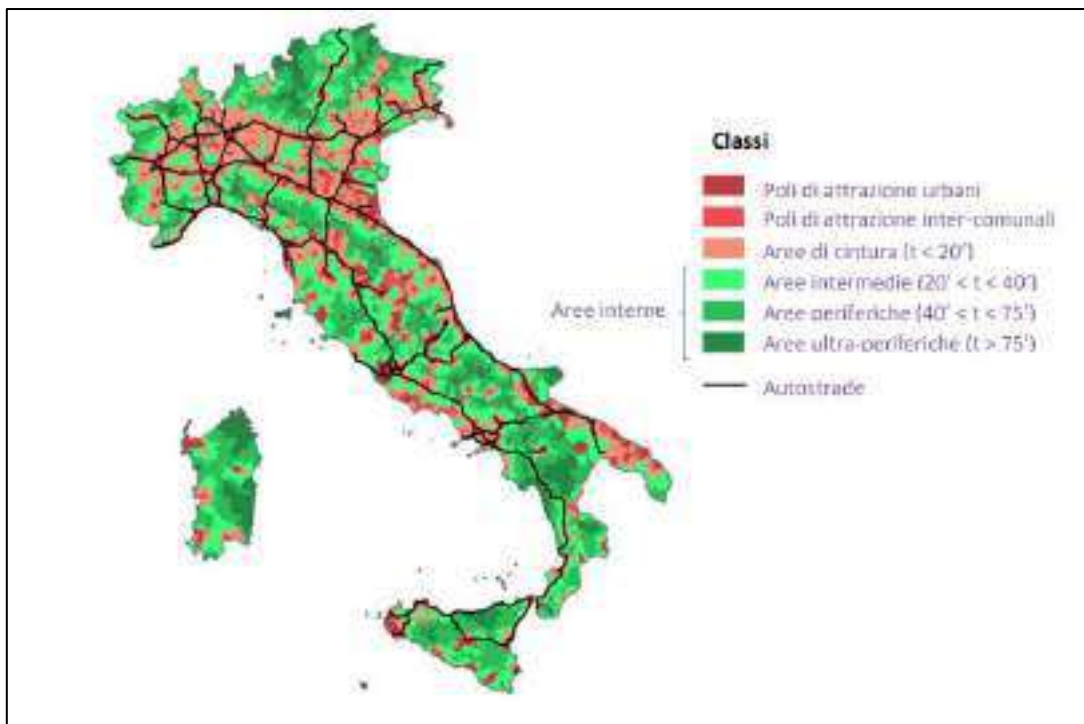 Classi
Poli di attrazione urbani
Poli di attrazione inter-comunali
Aree di cintura (t < 20')
Aree intermedie (20' < t < 40')
Aree interne
Aree periferiche (40' < t < 75')
Aree ultra-periferiche (t > 75')
Autostrade